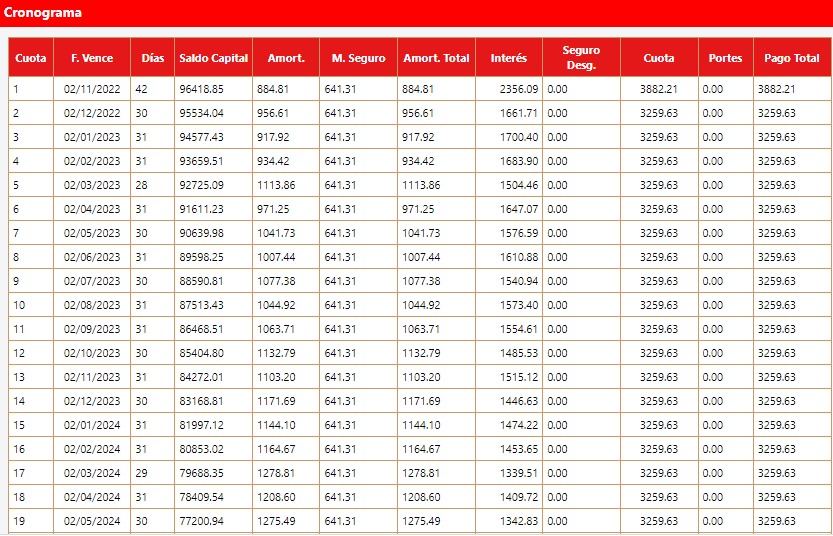 Cronograma
Cuota F. Vence Días Saldo Capital Amort. M. Seguro Amort. Total Interés Seguro Desg. Cuota Portes Pago Total
1 02/11/2022 42 96418.85 884.81 641.31 884.81 2356.09 0.00 3882.21 0.00 3882.21
2 02/12/2022 30 95534.04 956.61 641.31 956.61 1661.71 0.00 3259.63 0.00 3259.63
3 02/01/2023 31 94577.43 917.92 641.31 917.92 1700.40 0.00 3259.63 0.00 3259.63
4 02/02/2023 31 93659.51 934.42 641.31 934.42 1683.90 0.00 3259.63 0.00 3259.63
5 02/03/2023 28 92725.09 1113.86 641.31 1113.86 1504.46 0.00 3259.63 0.00 3259.63
6 02/04/2023 31 91611.23 971.25 641.31 971.25 1647.07 0.00 3259.63 0.00 3259.63
7 02/05/2023 30 90639.98 1041.73 641.31 1041.73 1576.59 0.00 3259.63 0.00 3259.63
8 02/06/2023 31 89598.25 1007.44 641.31 1007.44 1610.88 0.00 3259.63 0.00 3259.63
9 02/07/2023 30 88590.81 1077.38 641.31 1077.38 1540.94 0.00 3259.63 0.00 3259.63
10 02/08/2023 31 87513.43 1044.92 641.31 1044.92 1573.40 0.00 3259.63 0.00 3259.63
11 02/09/2023 31 86468.51 1063.71 641.31 1063.71 1554.61 0.00 3259.63 0.00 3259.63
12 02/10/2023 30 85404.80 1132.79 641.31 1132.79 1485.53 0.00 3259.63 0.00 3259.63
13 02/11/2023 31 84272.01 1103.20 641.31 1103.20 1515.12 0.00 3259.63 0.00 3259.63
14 02/12/2023 30 83168.81 1171.69 641.31 1171.69 1446.63 0.00 3259.63 0.00 3259.63
15 02/01/2024 31 81997.12 1144.10 641.31 1144.10 1474.22 0.00 3259.63 0.00 3259.63
16 02/02/2024 31 80853.02 1164.67 641.31 1164.67 1453.65 0.00 3259.63 0.00 3259.63
17 02/03/2024 29 79688.35 1278.81 641.31 1278.81 1339.51 0.00 3259.63 0.00 3259.63
18 02/04/2024 31 78409.54 1208.60 641.31 1208.60 1409.72 0.00 3259.63 0.00 3259.63
19 02/05/2024 30 77200.94 1275.49 641.31 1275.49 1342.83 0.00 3259.63 0.00 3259.63